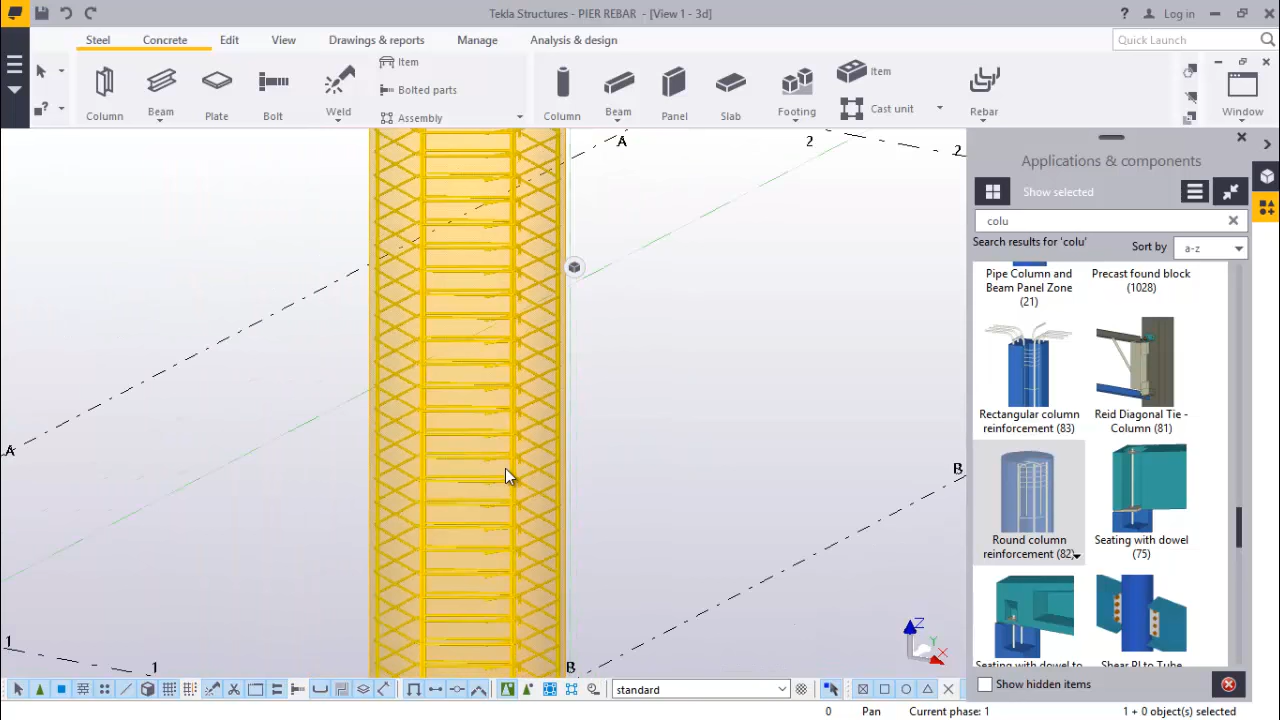 Tekla Structures - PIER REBAR - [View 1 - 3d]
? Log in
Steel Concrete Edit View Drawings & reports Manage Analysis & design
Quick Launch
Item
Bolted parts
Assembly
Column Beam Plate Bolt Weld
Column Beam Panel Slab Footing
Item
Cast unit
Rebar
Window
A
2
2
A
B
1
1
B
Z
Y
X
Applications & components
Show selected
colu
Search results for 'colu'
Sort by
a-z
Pipe Column and
Beam Panel Zone
(21)
Precast found block
(1028)
Rectangular column
reinforcement (83)
Reid Diagonal Tie -
Column (81)
Round column
reinforcement (82)
Seating with dowel
(75)
Seating with dowel to
Shear Pl to Tube
Show hidden items
standard
0 Pan Current phase: 1 1 + 0 object(s) selected